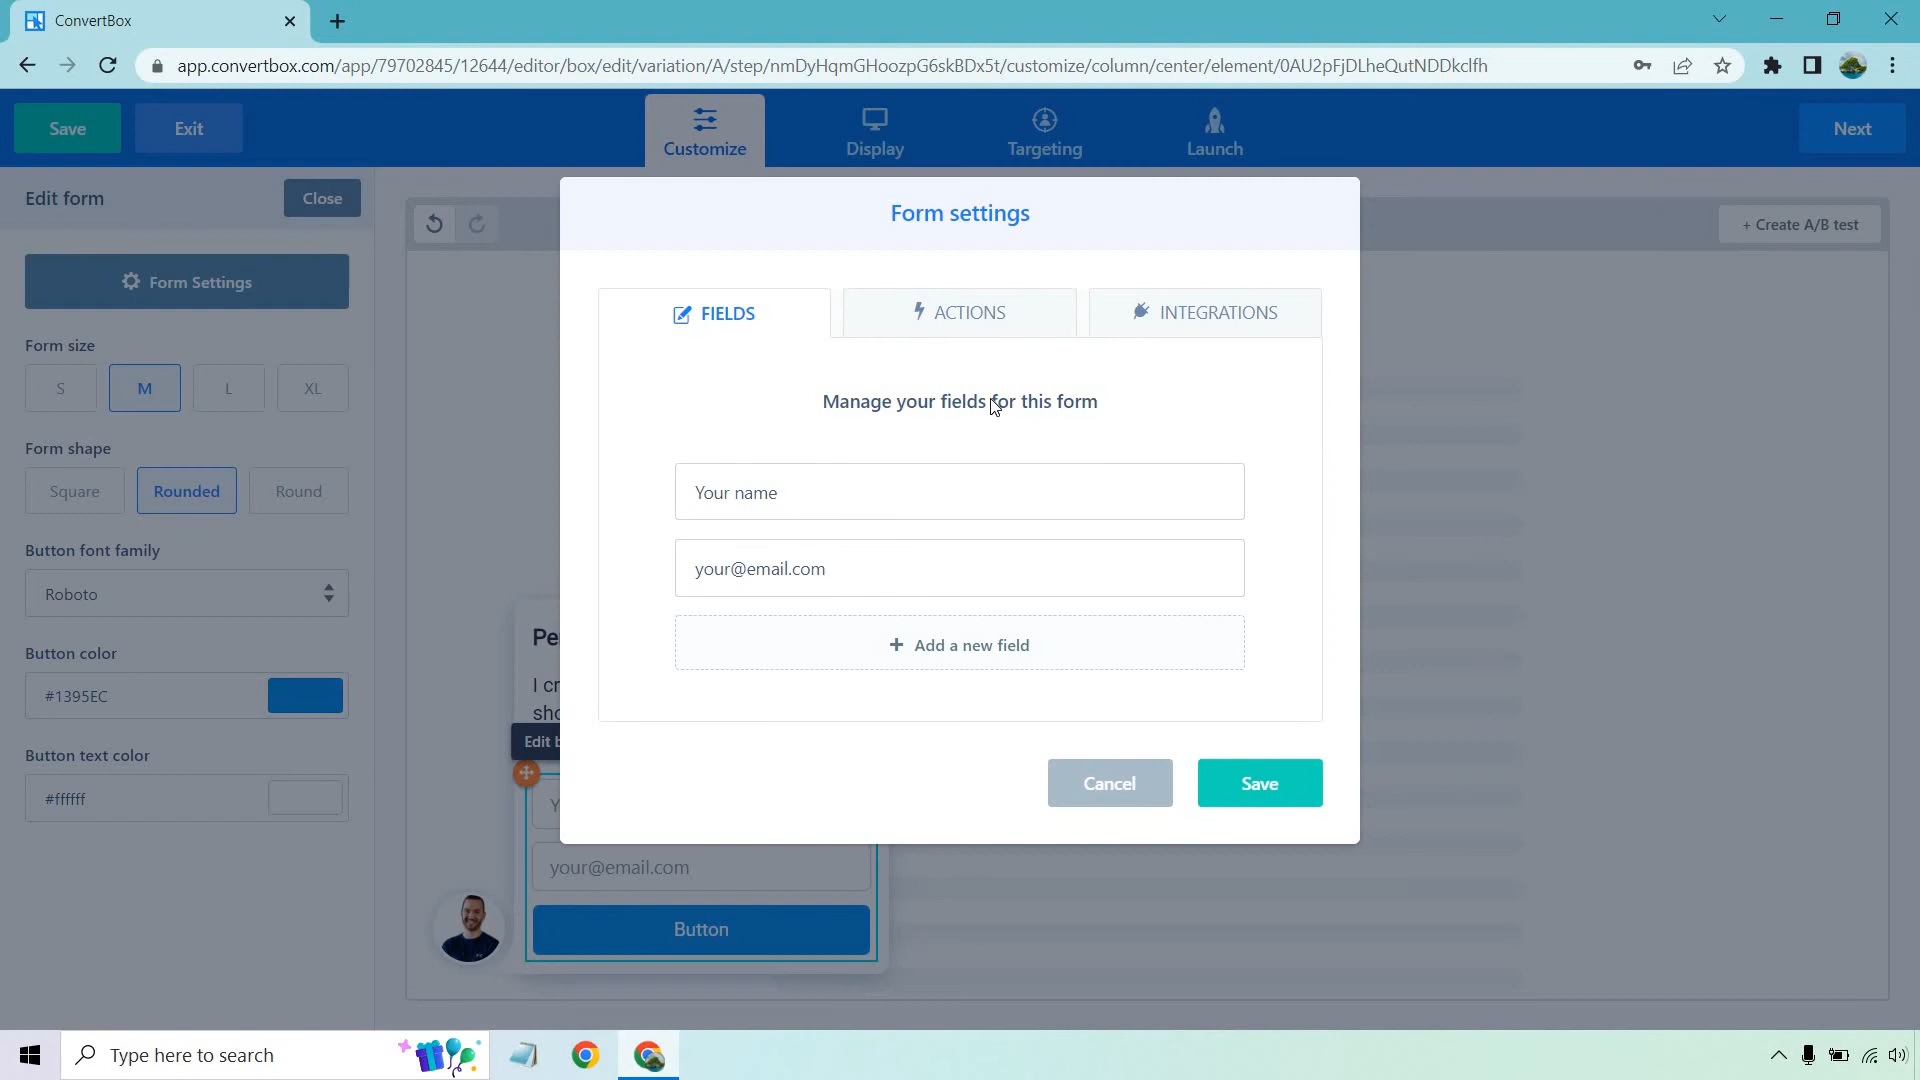 ConvertBox
app.convertbox.com/app/79702845/12644/editor/box/edit/variation/A/step/nmDyHqmGHoozpG6skBDx5t/customize/column/center/element/0AU2pFjDLheQutNDDkclfh
Save
Exit
Customize
Display
Targeting
Launch
Next
Edit form
Close
Form Settings
Form size
S
M
L
XL
Form shape
Square
Rounded
Round
Button font family
Roboto
Button color
#1395EC
Button text color
#ffffff
+ Create A/B test
Form settings
FIELDS
ACTIONS
INTEGRATIONS
Manage your fields for this form
Your name
your@email.com
+ Add a new field
Cancel
Save
Pe
I cr
sho
Edit b
Y
your@email.com
Button
Type here to search